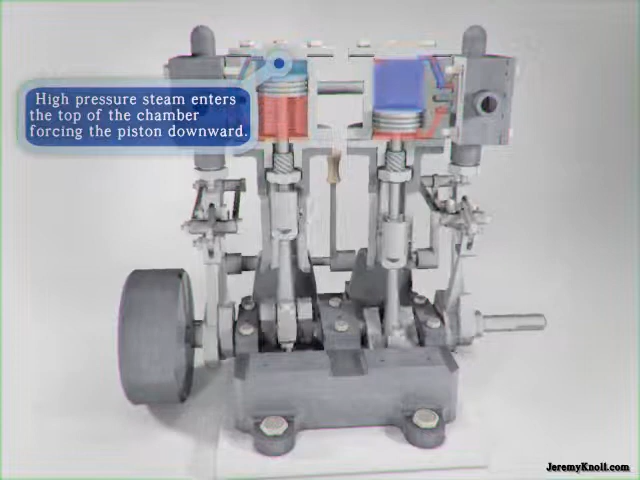 High pressure steam enters
the top of the chamber
forcing the piston downward.
JeremyKnoll.com